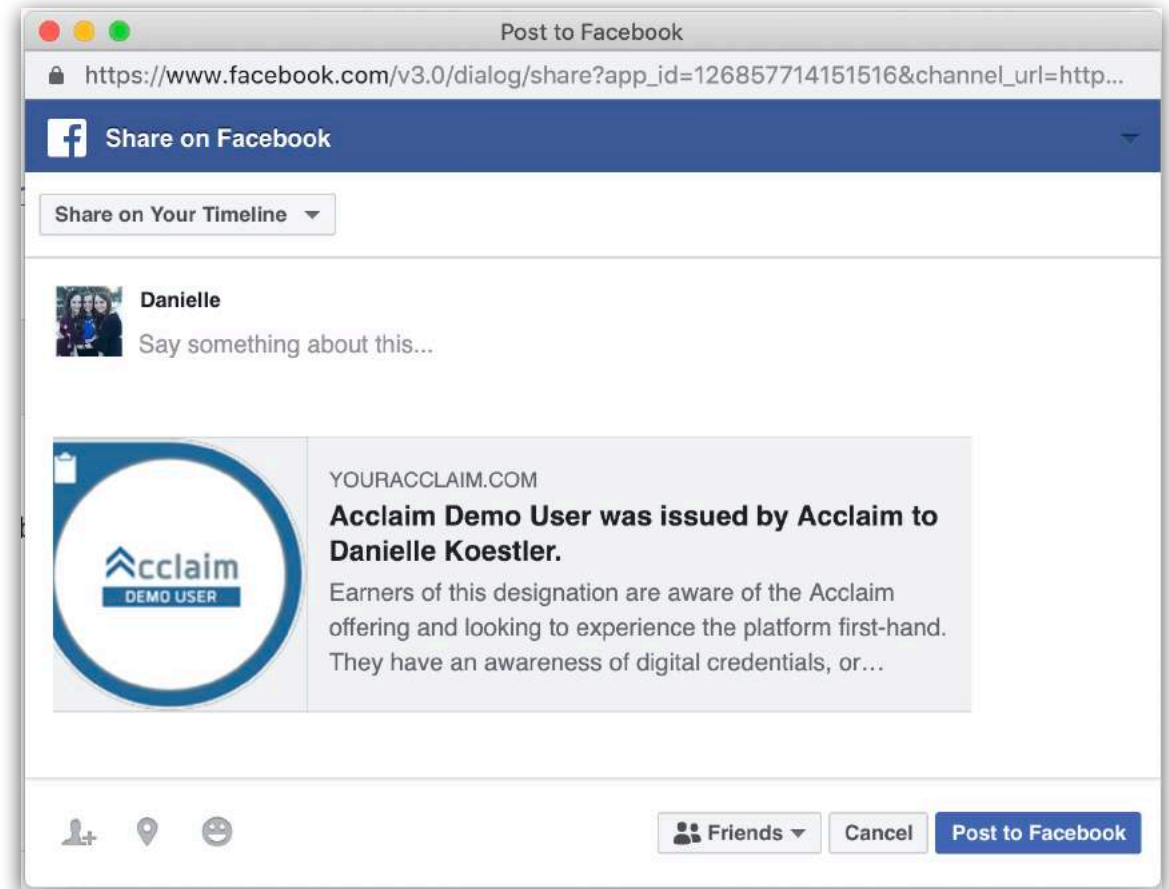 Post to Facebook
https://www.facebook.com/v3.0/dialog/share?app_id=126857714151516&channel_url=http...
f Share on Facebook
Share on Your Timeline
Danielle
Say something about this...
YOURACCLAIM.COM
Acclaim Demo User was issued by Acclaim to
Danielle Koestler.
Acclaim
DEMO USER
Earners of this designation are aware of the Acclaim
offering and looking to experience the platform first-hand.
They have an awareness of digital credentials, or…
Friends
Cancel
Post to Facebook